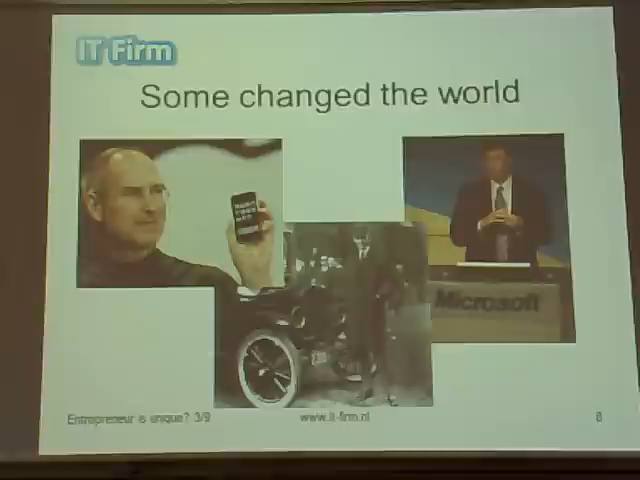 IT Firm
Some changed the world
Microsoft
Entrepreneur is unique? 3/9
www.it-firm.nl
8